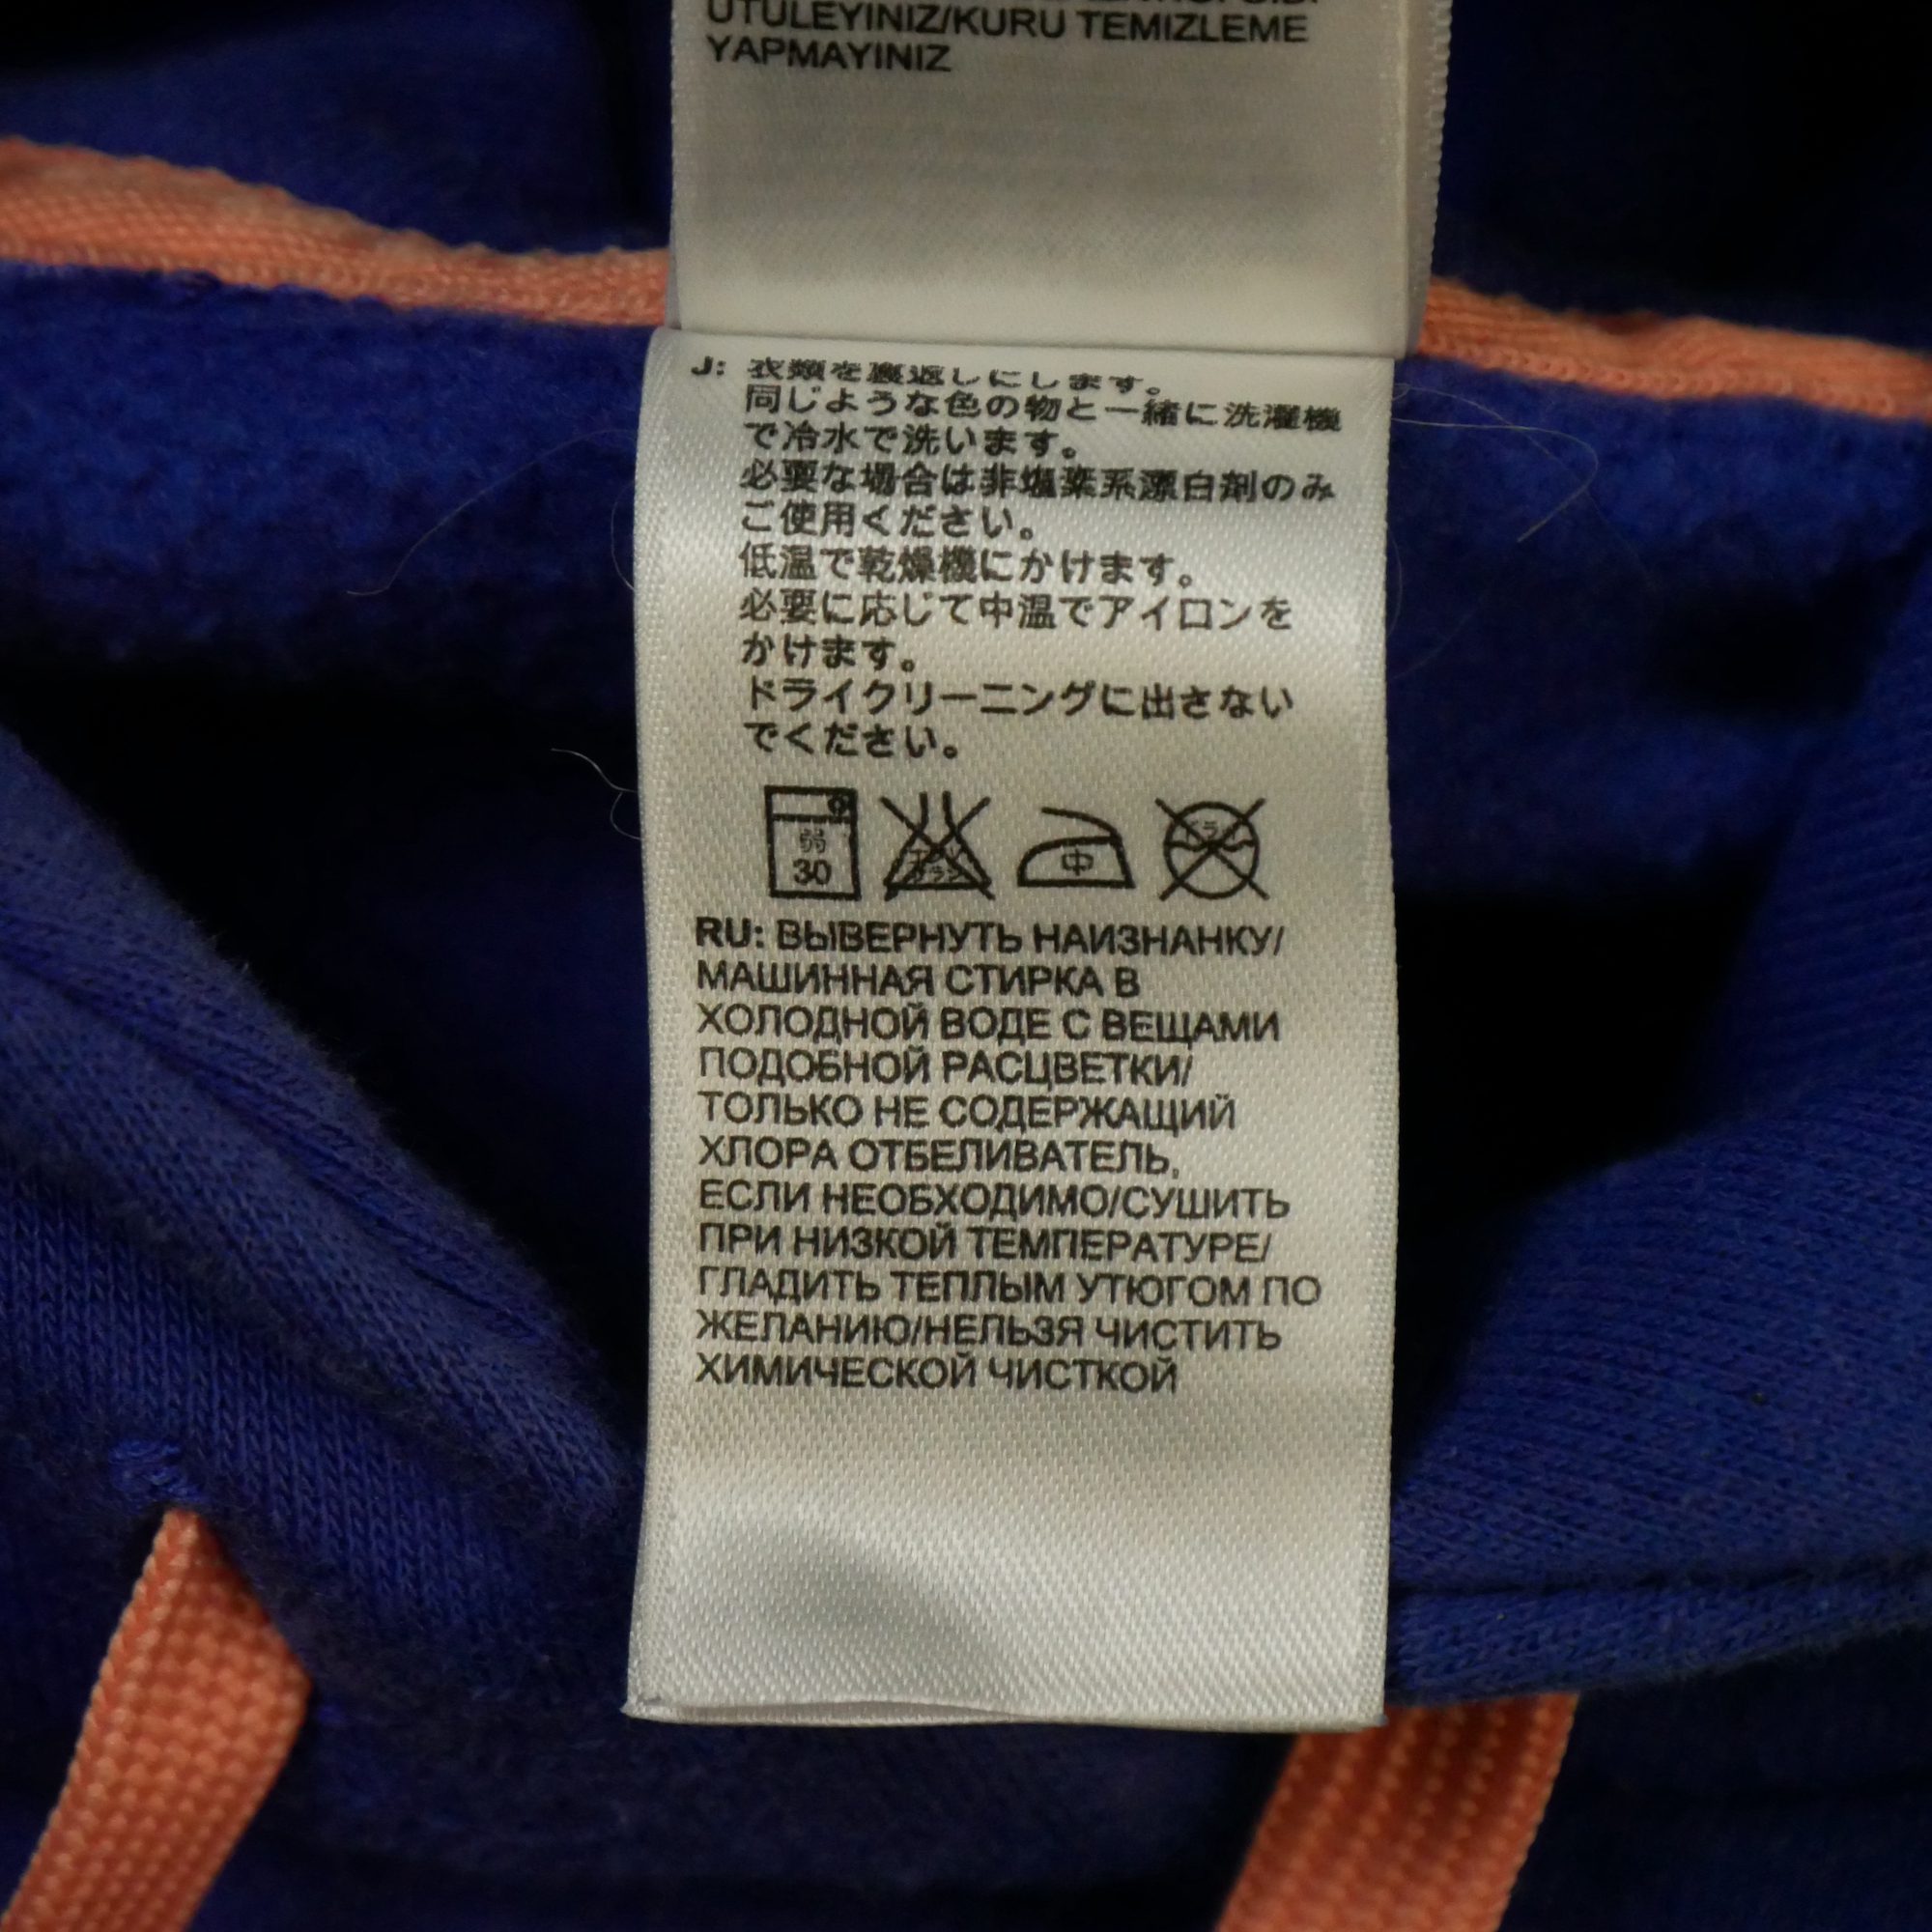 UTULEYINIZ/KURU TEMIZLEME
YAPMAYINIZ
J: 衣類を裏返しにします。
同じような色の物と一緒に洗濯機
で冷水で洗います。
必要な場合は非塩素系漂白剤のみ
ご使用ください。
低温で乾燥機にかけます。
必要に応じて中温でアイロンを
かけます。
ドライクリーニングに出さない
でください。
弱
30
中
ドライ
RU: ВЫВЕРНУТЬ НАИЗНАНКУ/
МАШИННАЯ СТИРКА В
ХОЛОДНОЙ ВОДЕ С ВЕЩАМИ
ПОДОБНОЙ РАСЦВЕТКИ/
ТОЛЬКО НЕ СОДЕРЖАЩИЙ
ХЛОРА ОТБЕЛИВАТЕЛЬ,
ЕСЛИ НЕОБХОДИМО/СУШИТЬ
ПРИ НИЗКОЙ ТЕМПЕРАТУРЕ/
ГЛАДИТЬ ТЕПЛЫМ УТЮГОМ ПО
ЖЕЛАНИЮ/НЕЛЬЗЯ ЧИСТИТЬ
ХИМИЧЕСКОЙ ЧИСТКОЙ